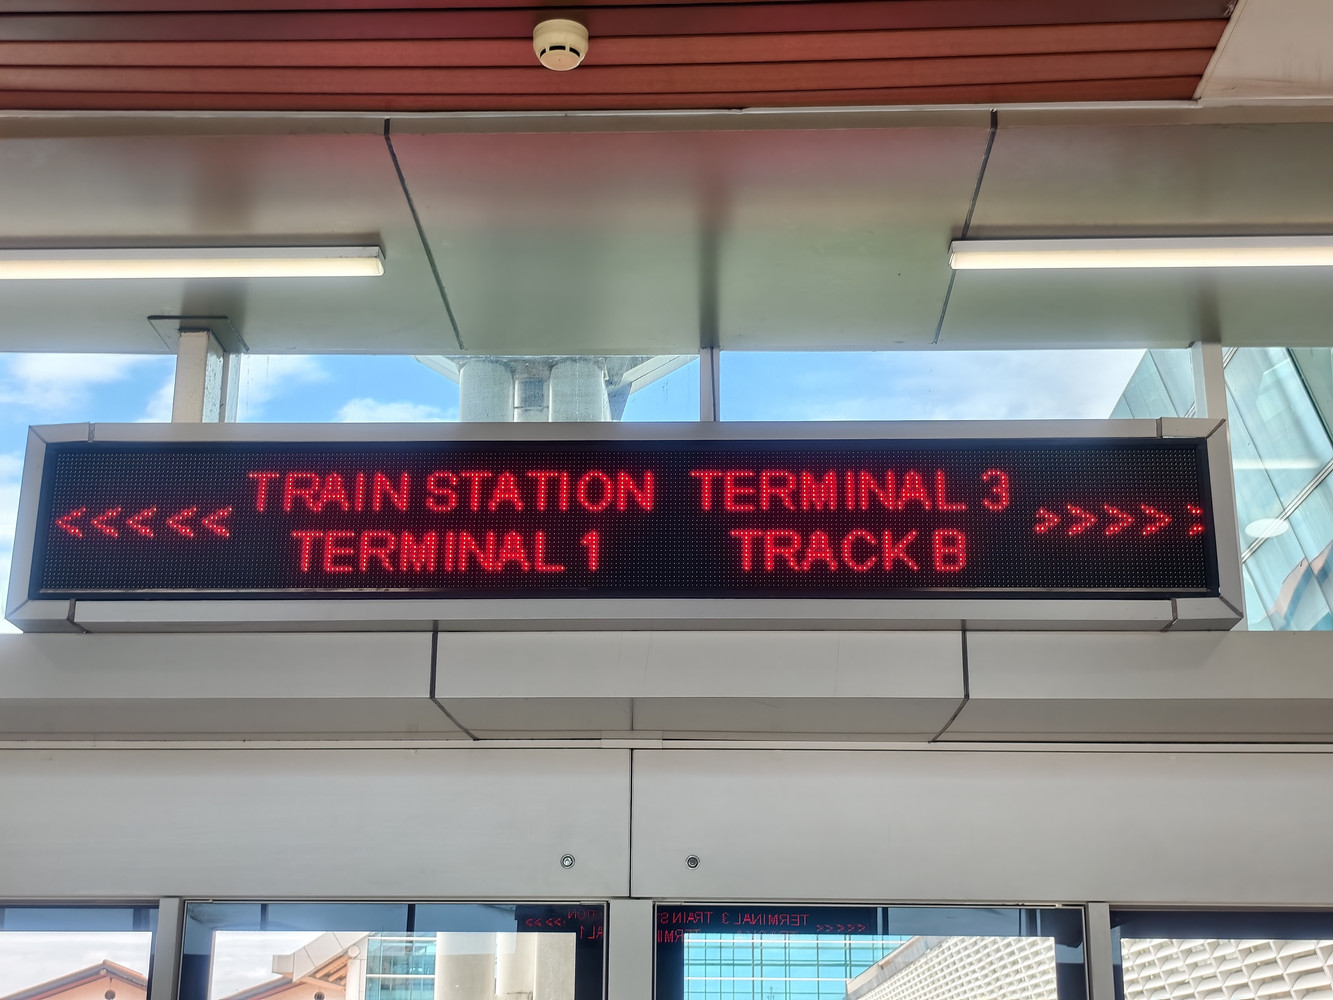 <<<<< TRAIN STATION TERMINAL 3 >>>>>
TERMINAL 1 TRACK B